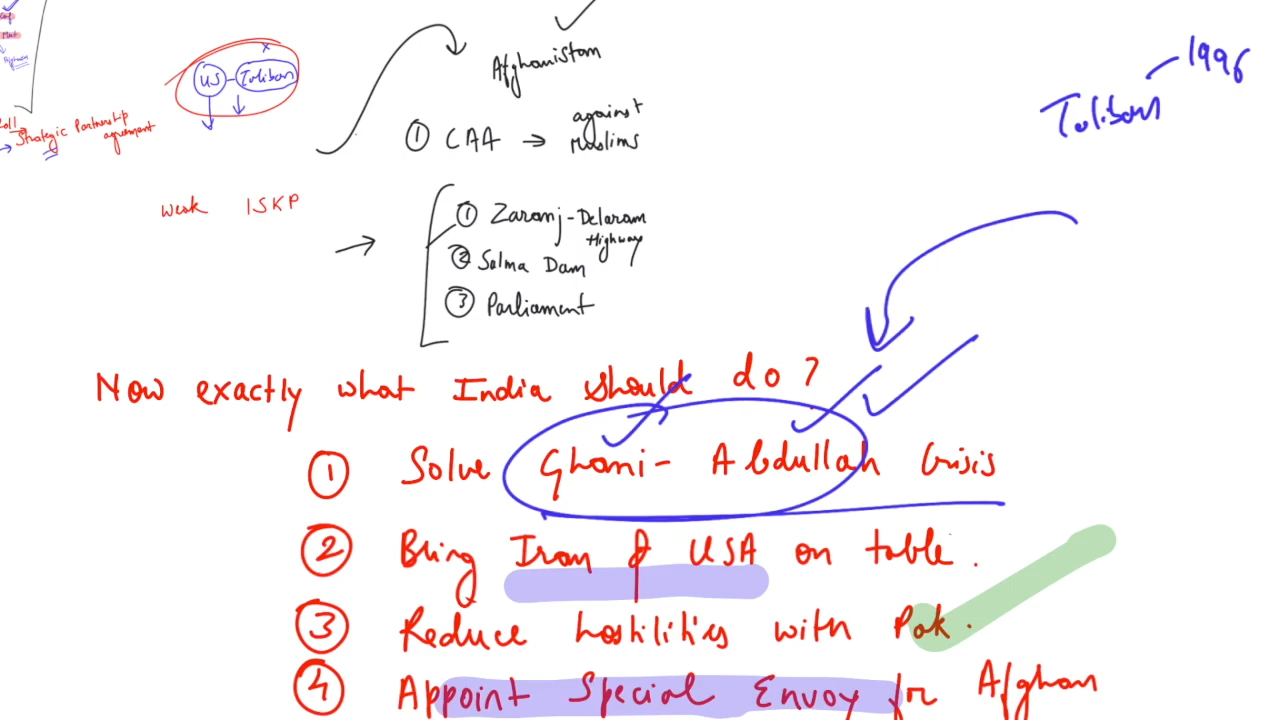 US - Taliban
Strategic Partnership
agreement
weak ISKP
Afghanistan
① CAA → against
Muslims
① Zaranj-Delaram
Highway
② Salma Dam
③ Parliament
Taliban 1996
Now exactly what India should do?
① Solve Ghani- Abdullah Crisis
② Bring Iran & USA on table.
③ Reduce hostilities with Pak.
④ Appoint Special Envoy for Afghan